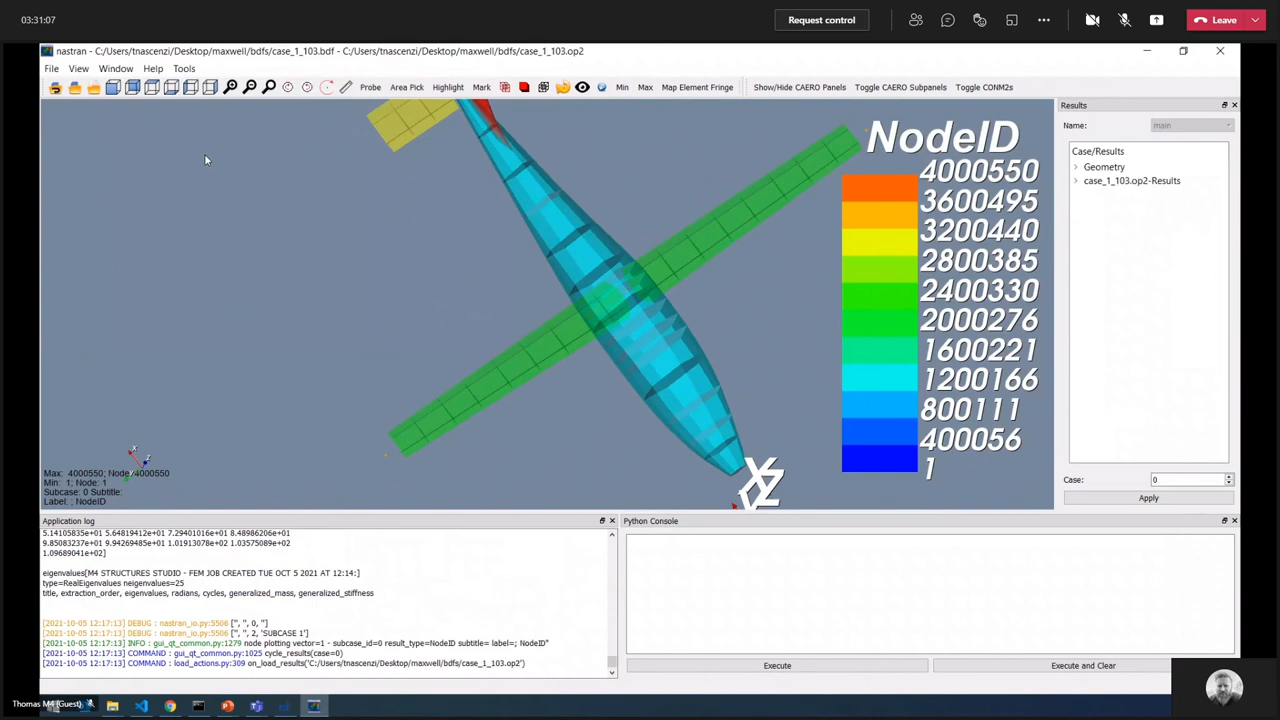 03:31:07
Request control
Leave
nastran - C:/Users/tnascenzi/Desktop/maxwell/bdfs/case_1_103.bdf - C:/Users/tnascenzi/Desktop/maxwell/bdfs/case_1_103.op2
File View Window Help Tools
Probe Area Pick Highlight Mark Min Max Map Element Fringe Show/Hide CAERO Panels Toggle CAERO Subpanels Toggle CONM2s
NodeID
4000550
3600495
3200440
2800385
2400330
2000276
1600221
1200166
800111
400056
1
Max: 4000550; Node: 4000550
Min: 1; Node: 1
Subcase: 0 Subtitle:
Label: ; NodeID
Results
Name: main
Case/Results
Geometry
case_1_103.op2-Results
Case: 0
Apply
Application log
5.14105835e+01 5.64819412e+01 7.29401016e+01 8.48986206e+01
9.85083237e+01 9.94269485e+01 1.01913078e+02 1.03575089e+02
1.09689041e+02]
eigenvalues[M4 STRUCTURES STUDIO - FEM JOB CREATED TUE OCT 5 2021 AT 12:14:]
type=RealEigenvalues neigenvalues=25
title, extraction_order, eigenvalues, radians, cycles, generalized_mass, generalized_stiffness
[2021-10-05 12:17:13] DEBUG : nastran_io.py:5506 ['', '', 0, '']
[2021-10-05 12:17:13] DEBUG : nastran_io.py:5506 ['', '', 2, 'SUBCASE 1']
[2021-10-05 12:17:13] INFO : gui_qt_common.py:1279 node plotting vector=1 - subcase_id=0 result_type=NodeID subtitle= label=; NodeID"
[2021-10-05 12:17:13] COMMAND : gui_qt_common.py:1025 cycle_results(case=0)
[2021-10-05 12:17:13] COMMAND : load_actions.py:309 on_load_results('C:/Users/tnascenzi/Desktop/maxwell/bdfs/case_1_103.op2')
Python Console
Execute
Execute and Clear
Thomas M4 (Guest)